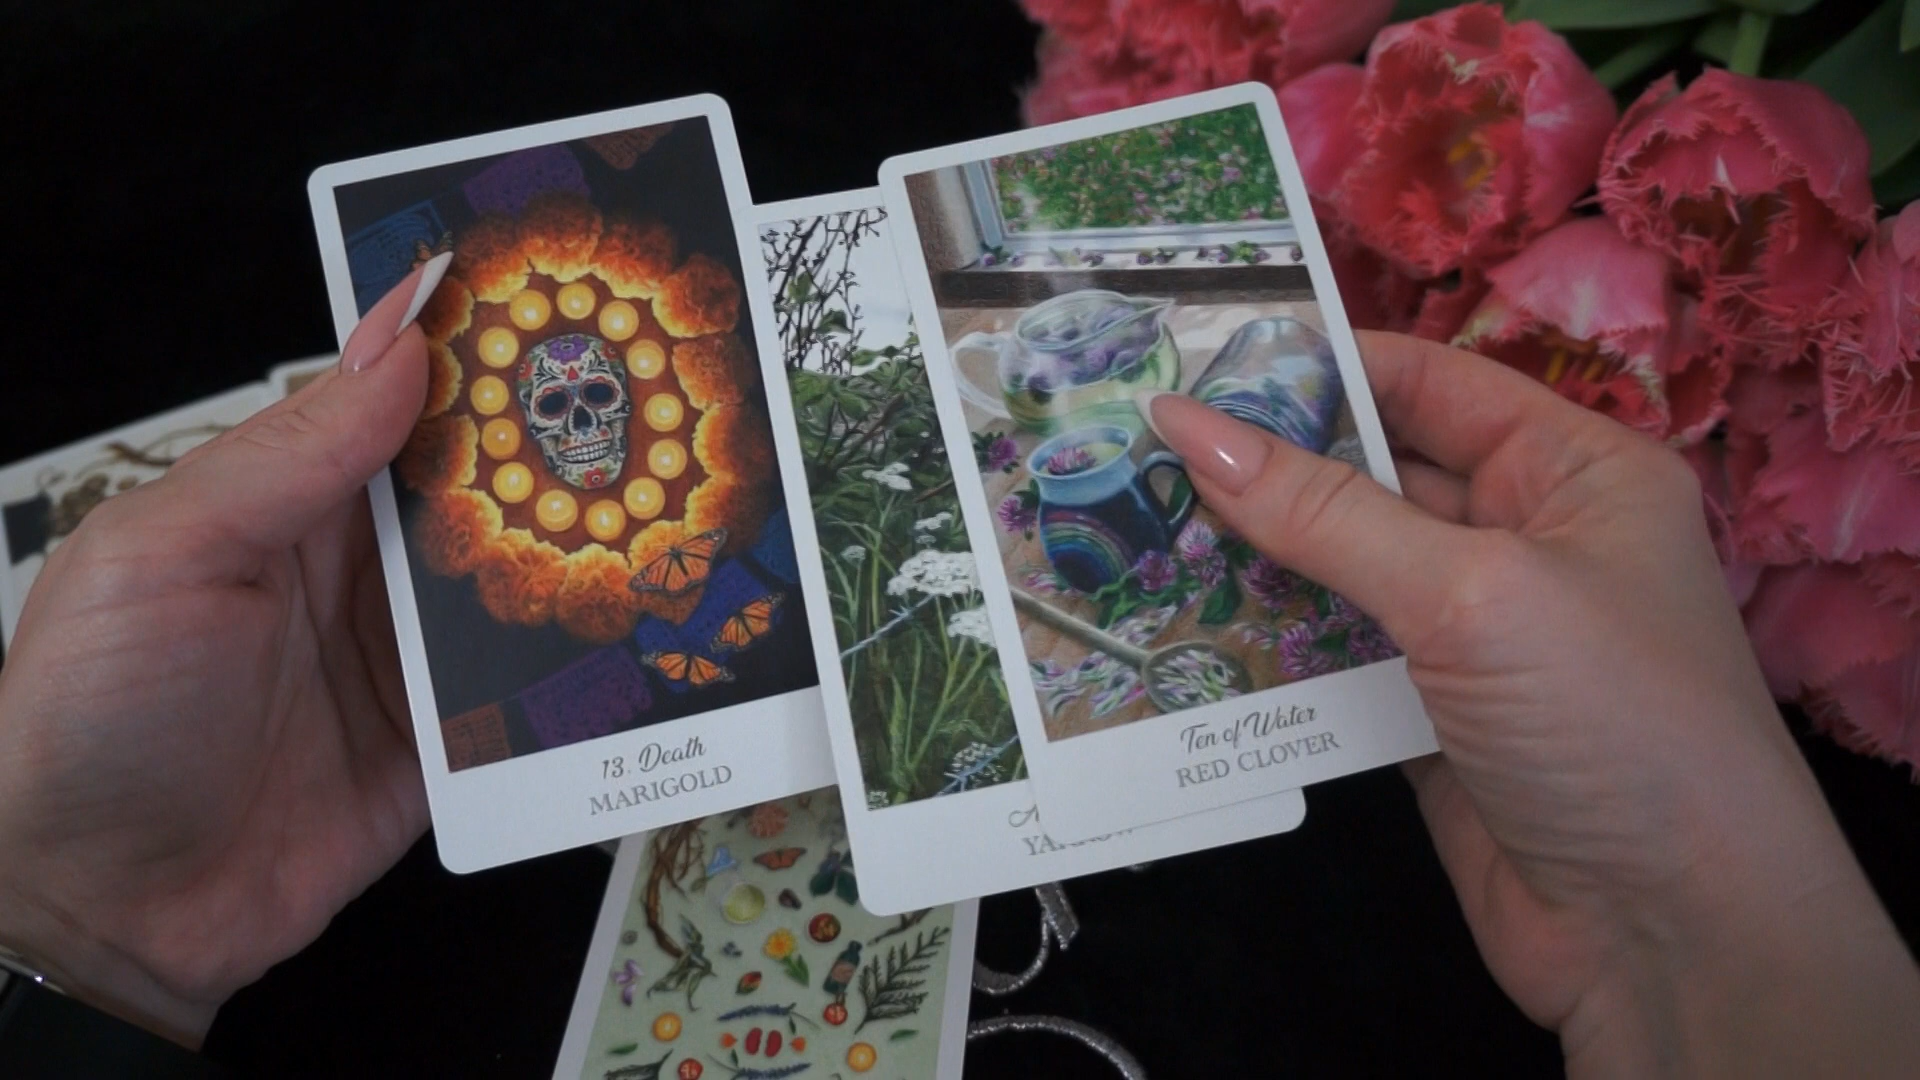 13. Death
MARIGOLD
Ten of Water
RED CLOVER